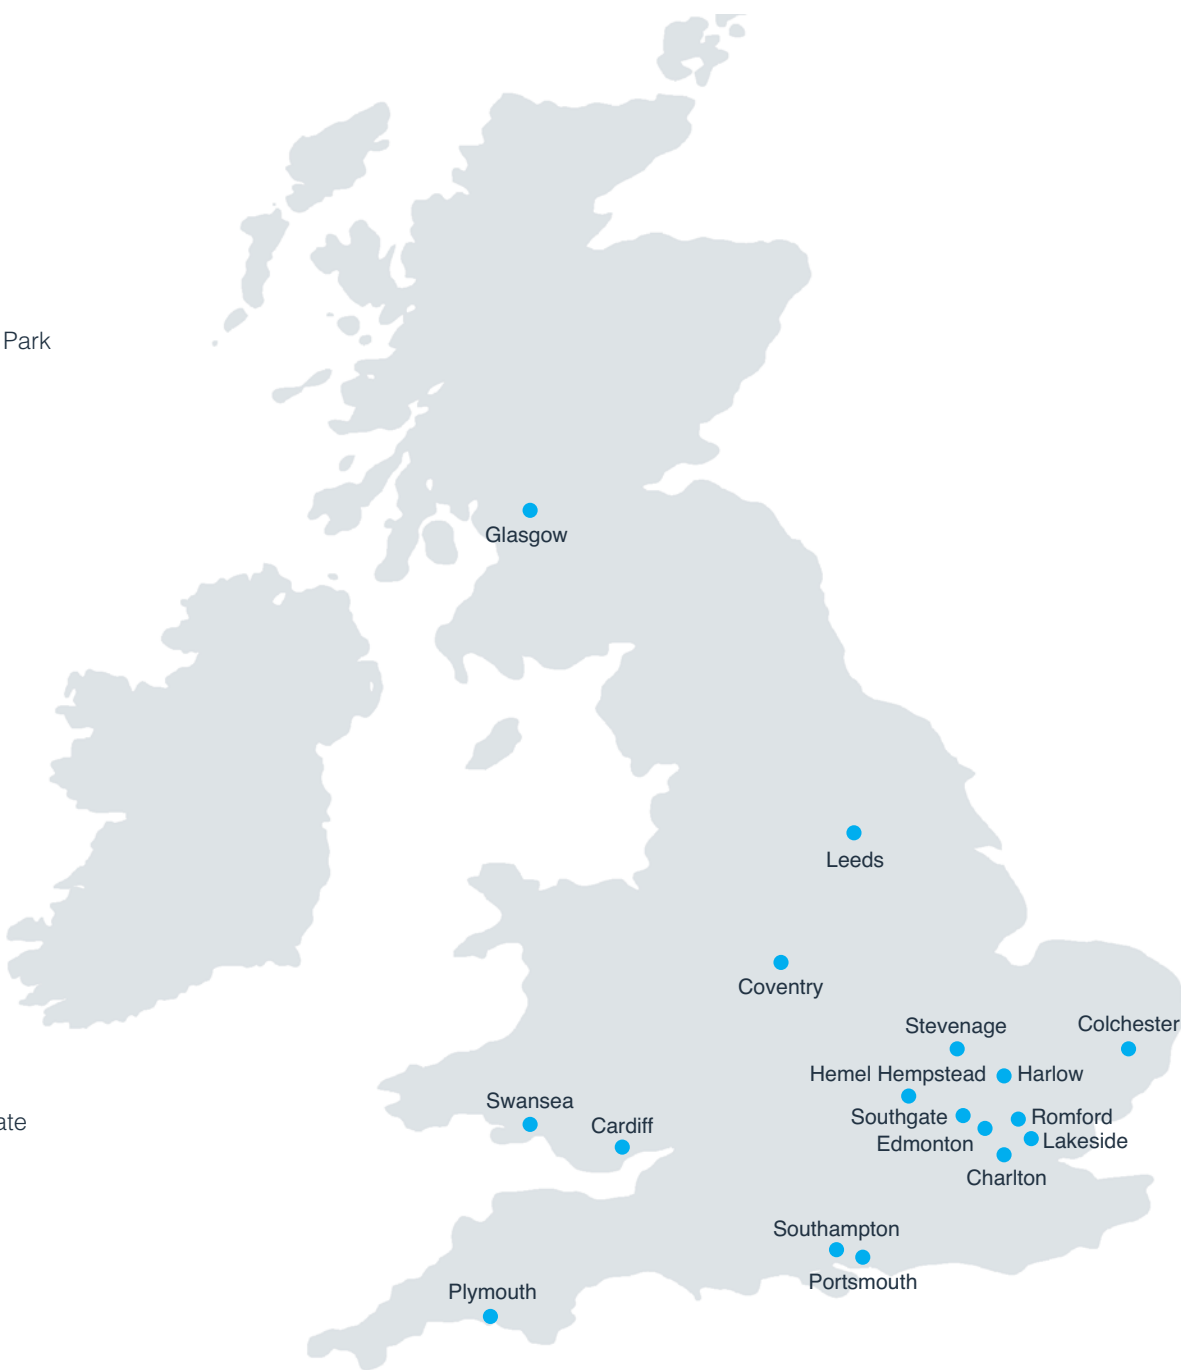 Park
Glasgow
Leeds
Coventry
Stevenage
Colchester
Hemel Hempstead
Harlow
Swansea
Southgate
Romford
ate
Cardiff
Edmonton
Lakeside
Charlton
Southampton
Portsmouth
Plymouth